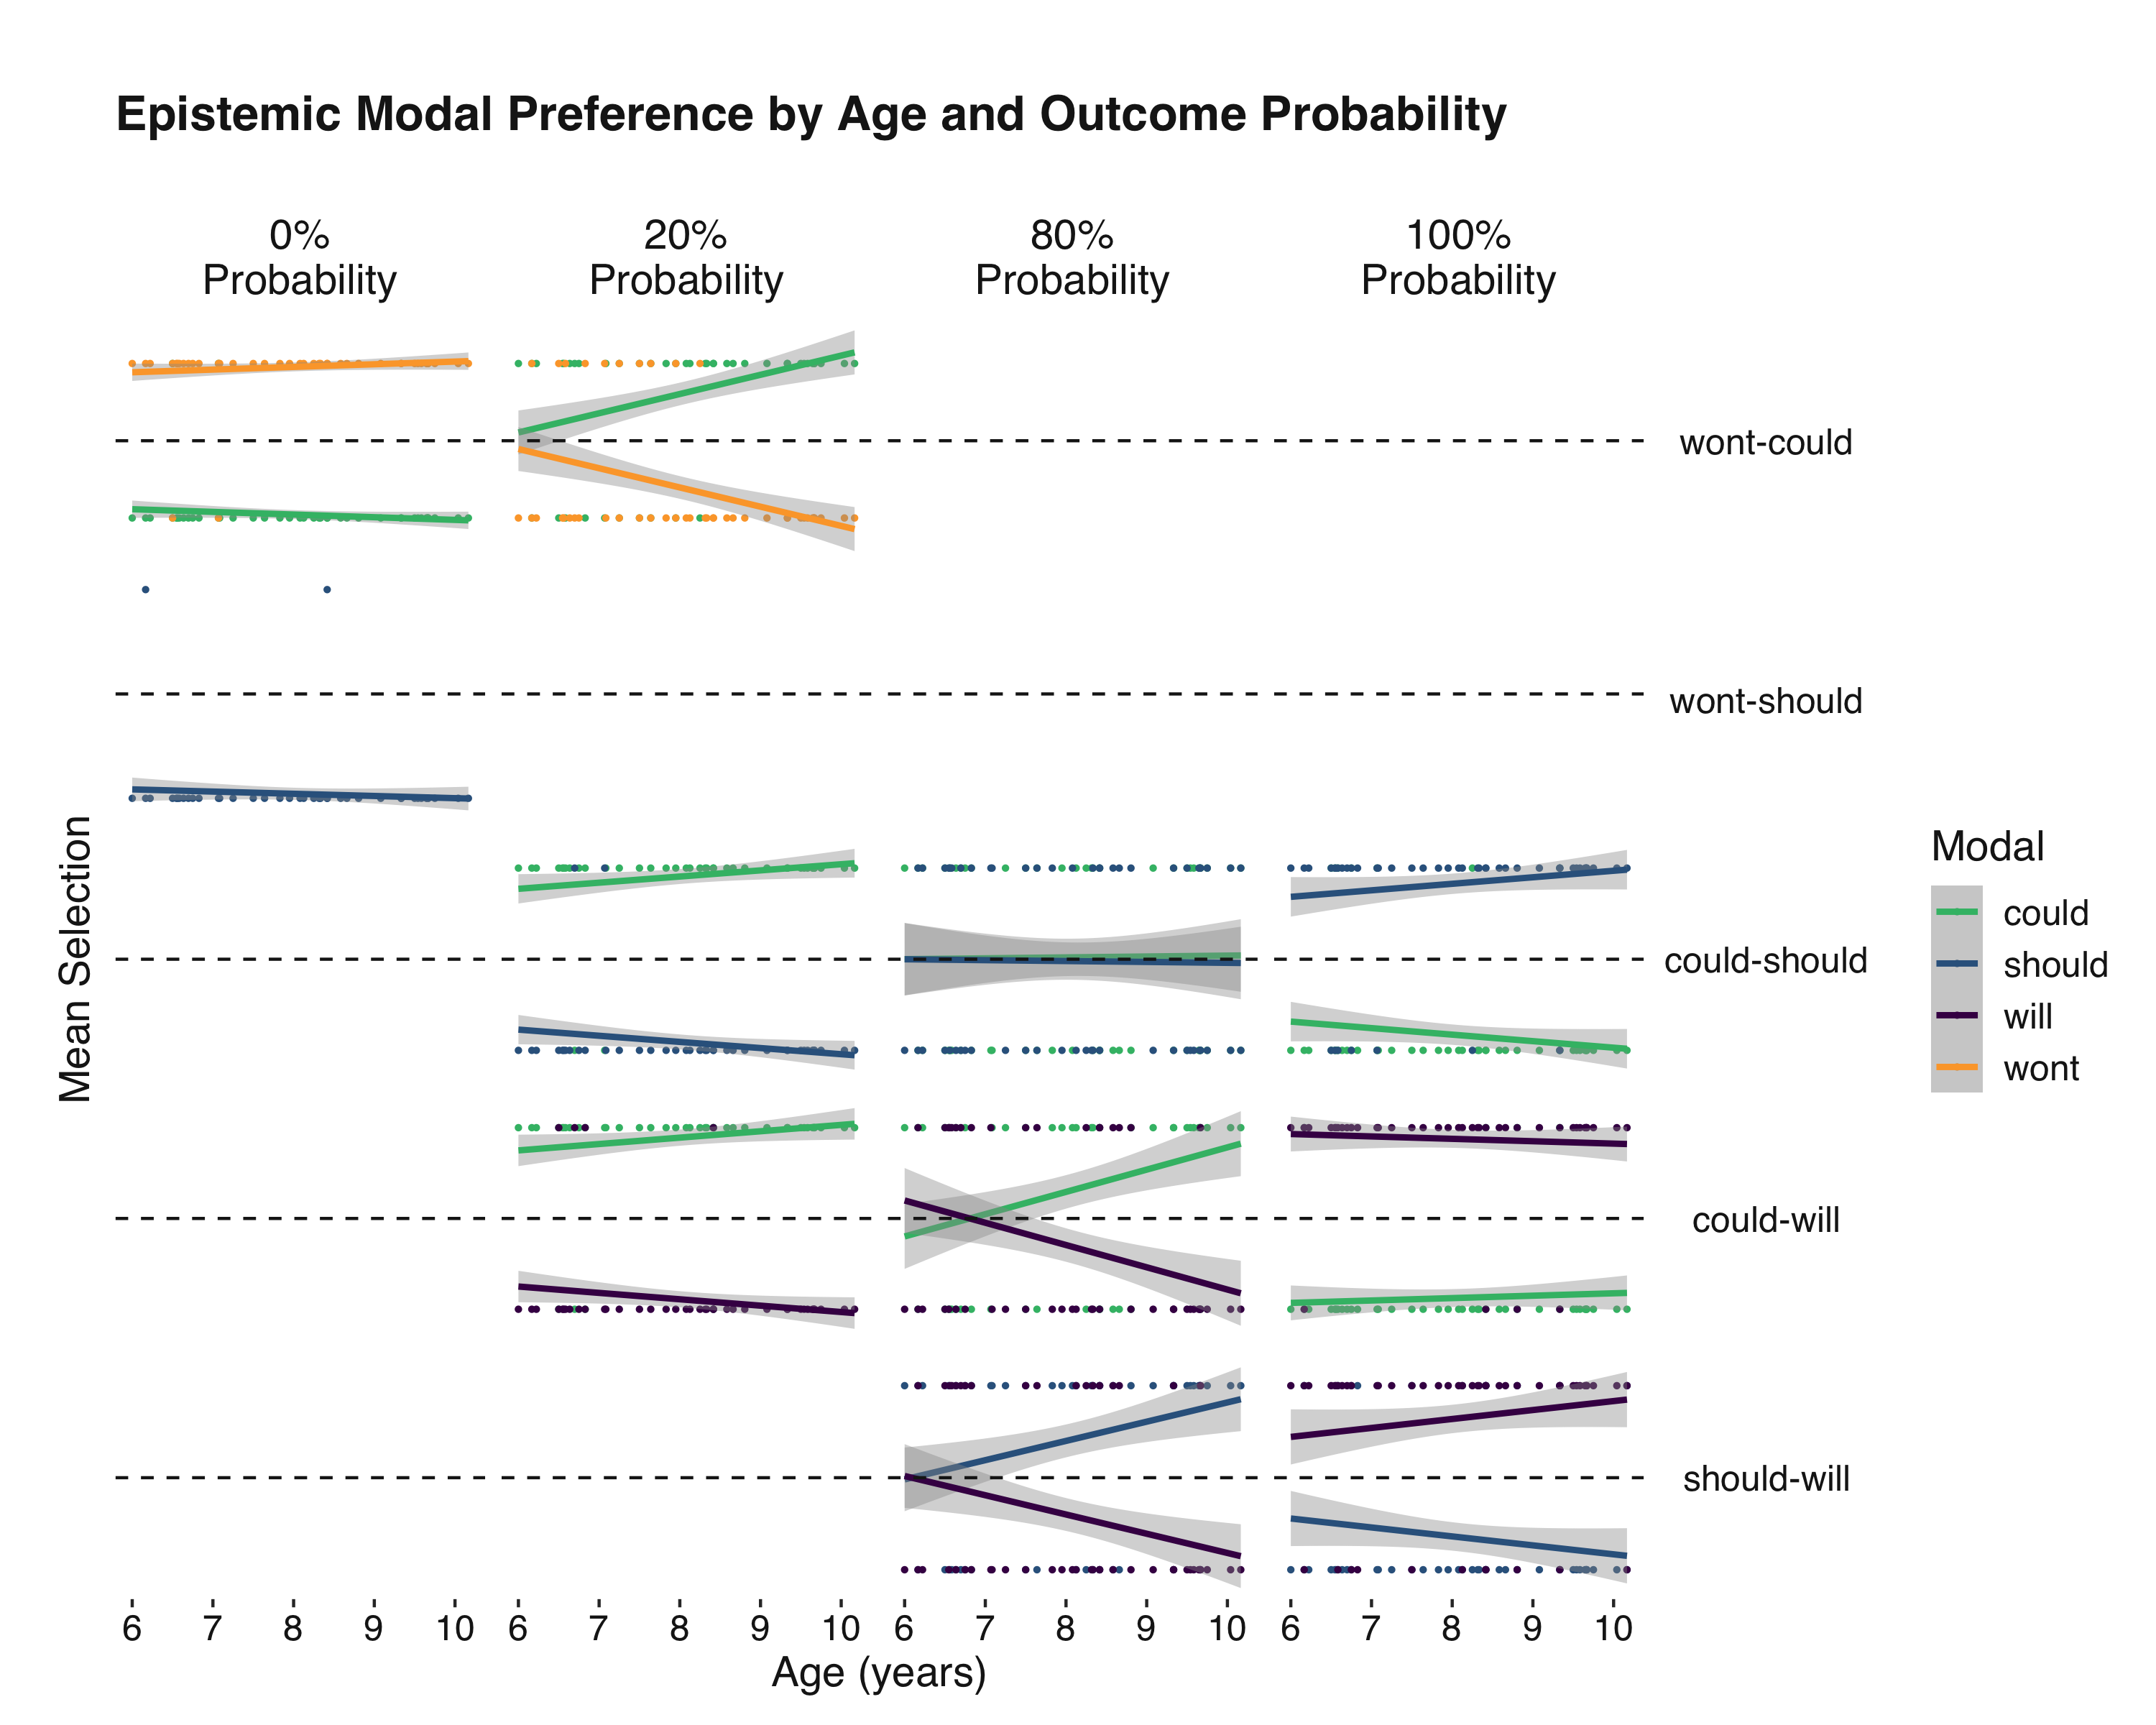 Epistemic Modal Preference by Age and Outcome Probability
0%
Probability
20%
Probability
80%
Probability
100%
Probability
wont-could
wont-should
could-should
could-will
should-will
Mean Selection
Modal
could
should
will
wont
6 7 8 9 10 6 7 8 9 10 6 7 8 9 10 6 7 8 9 10
Age (years)